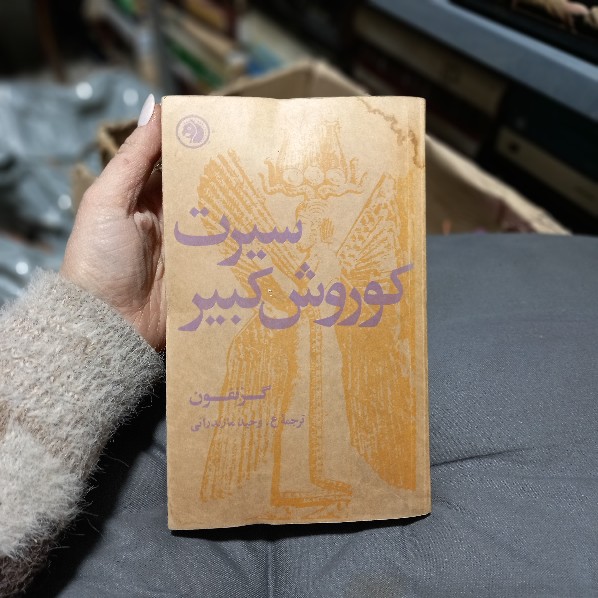 سیرت
کوروش کبیر
گزنفون
ترجمه ع. وحید مازندرانی